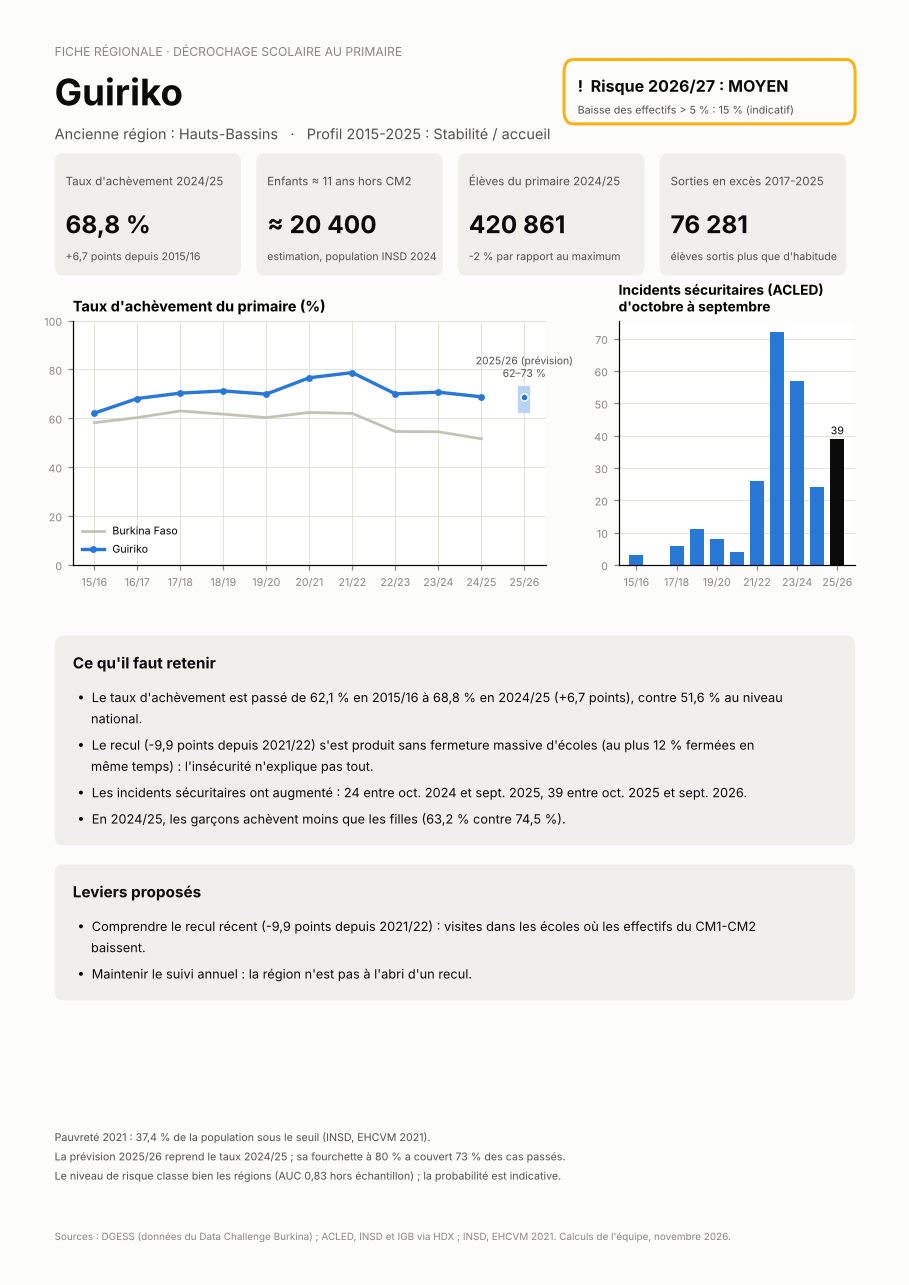 FICHE RÉGIONALE · DÉCROCHAGE SCOLAIRE AU PRIMAIRE
Guiriko
! Risque 2026/27 : MOYEN
Baisse des effectifs > 5 % : 15 % (indicatif)
Ancienne région : Hauts-Bassins · Profil 2015-2025 : Stabilité / accueil
Taux d'achèvement 2024/25
68,8 %
+6,7 points depuis 2015/16
Enfants ≈ 11 ans hors CM2
≈ 20 400
estimation, population INSD 2024
Élèves du primaire 2024/25
420 861
-2 % par rapport au maximum
Sorties en excès 2017-2025
76 281
élèves sortis plus que d'habitude
Taux d'achèvement du primaire (%)
100
80
60
40
20
0
2025/26 (prévision)
62–73 %
Burkina Faso
Guiriko
15/16 16/17 17/18 18/19 19/20 20/21 21/22 22/23 23/24 24/25 25/26
Incidents sécuritaires (ACLED)
d'octobre à septembre
70
60
50
40
30
20
10
0
39
15/16 17/18 19/20 21/22 23/24 25/26
Ce qu'il faut retenir
• Le taux d'achèvement est passé de 62,1 % en 2015/16 à 68,8 % en 2024/25 (+6,7 points), contre 51,6 % au niveau
national.
• Le recul (-9,9 points depuis 2021/22) s'est produit sans fermeture massive d'écoles (au plus 12 % fermées en
même temps) : l'insécurité n'explique pas tout.
• Les incidents sécuritaires ont augmenté : 24 entre oct. 2024 et sept. 2025, 39 entre oct. 2025 et sept. 2026.
• En 2024/25, les garçons achèvent moins que les filles (63,2 % contre 74,5 %).
Leviers proposés
• Comprendre le recul récent (-9,9 points depuis 2021/22) : visites dans les écoles où les effectifs du CM1-CM2
baissent.
• Maintenir le suivi annuel : la région n'est pas à l'abri d'un recul.
Pauvreté 2021 : 37,4 % de la population sous le seuil (INSD, EHCVM 2021).
La prévision 2025/26 reprend le taux 2024/25 ; sa fourchette à 80 % a couvert 73 % des cas passés.
Le niveau de risque classe bien les régions (AUC 0,83 hors échantillon) ; la probabilité est indicative.
Sources : DGESS (données du Data Challenge Burkina) ; ACLED, INSD et IGB via HDX ; INSD, EHCVM 2021. Calculs de l'équipe, novembre 2026.